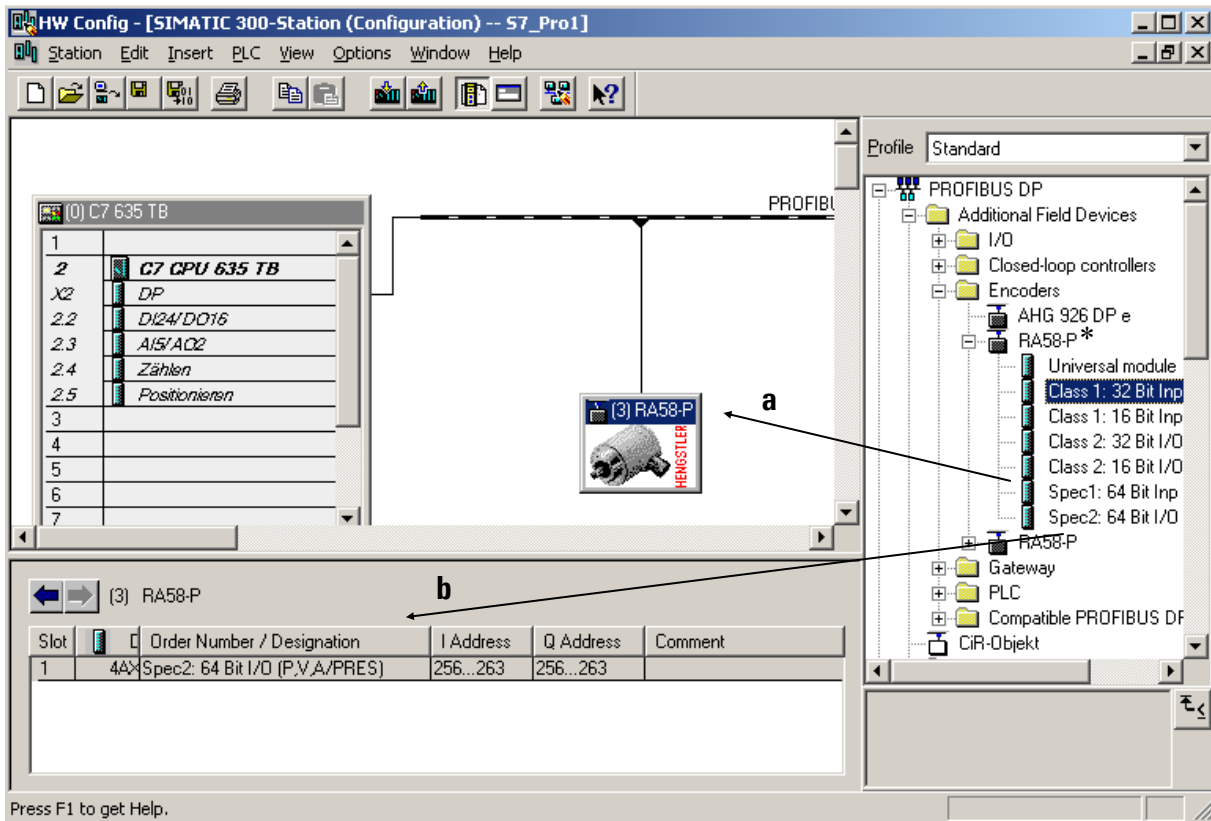 HW Config - [SIMATIC 300-Station (Configuration) -- S7_Pro1]
Station Edit Insert PLC View Options Window Help
(0) C7 635 TB
1
2 C7 CPU 635 TB
X2 DP
2.2 DI24/DO16
2.3 AI5/AO2
2.4 Zählen
2.5 Positionieren
3
4
5
6
7
PROFIBU
(3) RA58-P
HENGSTLER
a
Profile Standard
PROFIBUS DP
Additional Field Devices
I/O
Closed-loop controllers
Encoders
AHG 926 DP e
RA58-P*
Universal module
Class 1: 32 Bit Inp
Class 1: 16 Bit Inp
Class 2: 32 Bit I/O
Class 2: 16 Bit I/O
Spec1: 64 Bit Inp
Spec2: 64 Bit I/O
RA58-P
Gateway
PLC
Compatible PROFIBUS DP
CiR-Objekt
b
(3) RA58-P
Slot D Order Number / Designation I Address Q Address Comment
1 4AX Spec2: 64 Bit I/O (P,V,A/PRES) 256...263 256...263
Press F1 to get Help.